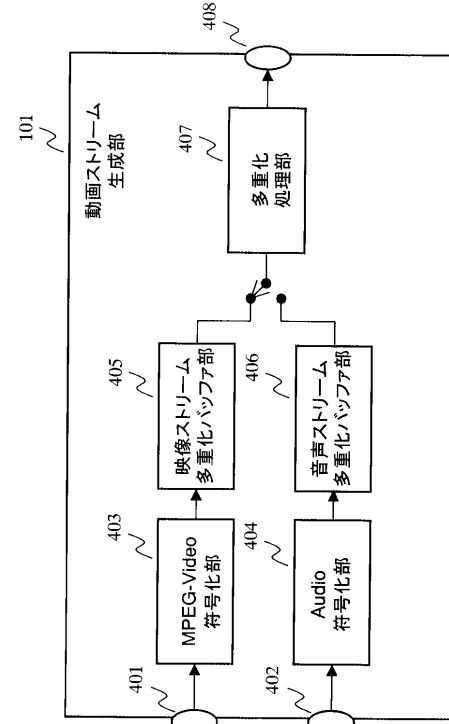 101
動画ストリーム
生成部
401
403
MPEG-Video
符号化部
405
映像ストリーム
多重化バッファ部
407
多重化
処理部
408
402
404
Audio
符号化部
406
音声ストリーム
多重化バッファ部